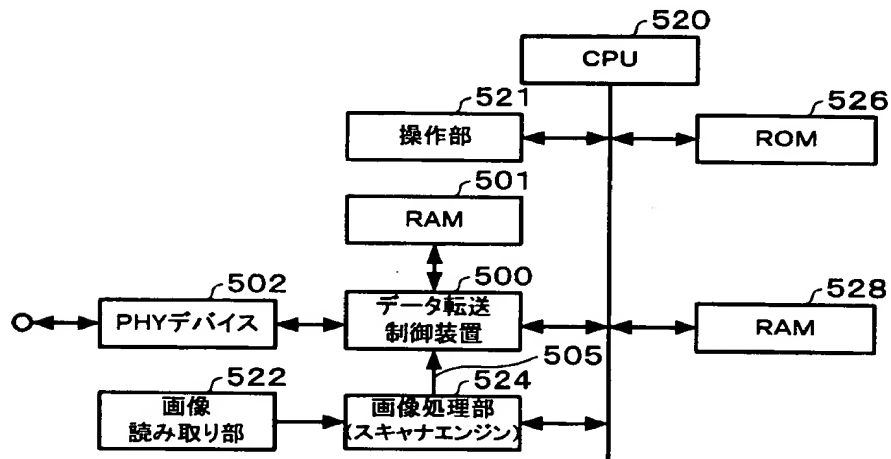 520
CPU
521
操作部
526
ROM
501
RAM
502
PHYデバイス
500
データ転送
制御装置
528
RAM
505
522
画像
読み取り部
524
画像処理部
(スキャナエンジン)